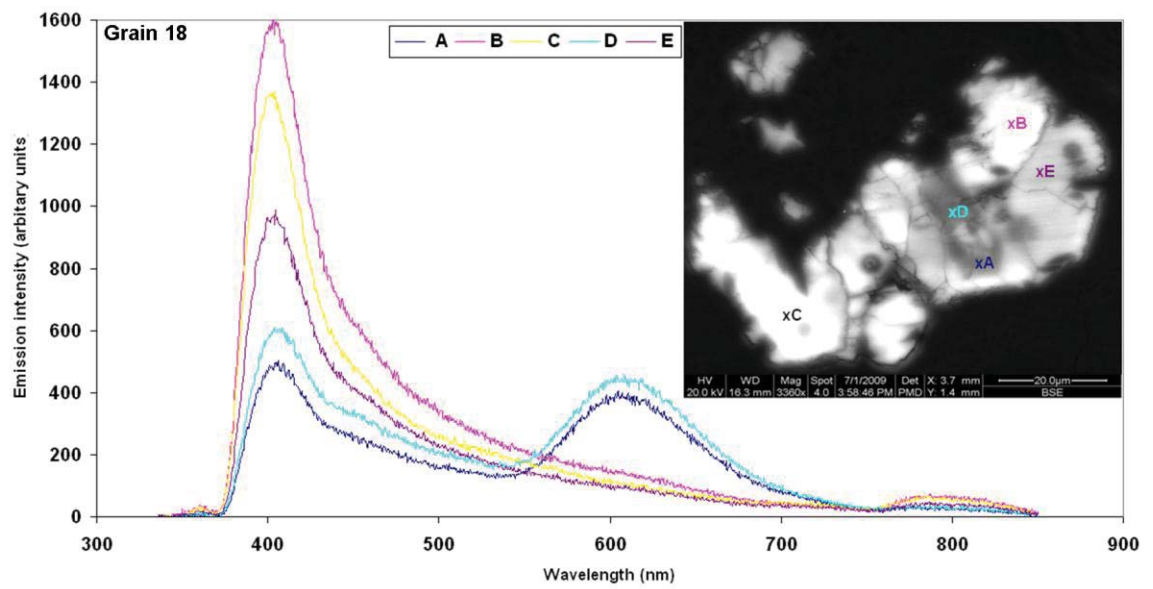 Grain 18
A B C D E
1600
1400
1200
1000
800
600
400
200
0
Emission intensity (arbitary units
300 400 500 600 700 800 900
Wavelength (nm)
xB
xE
xD
xA
xC
HV WD Mag Spot 7/1/2009 Det X: 3.7 mm 20.0µm
20.0 kV 16.3 mm 3360x 4.0 3:58:46 PM PMD Y: 1.4 mm BSE